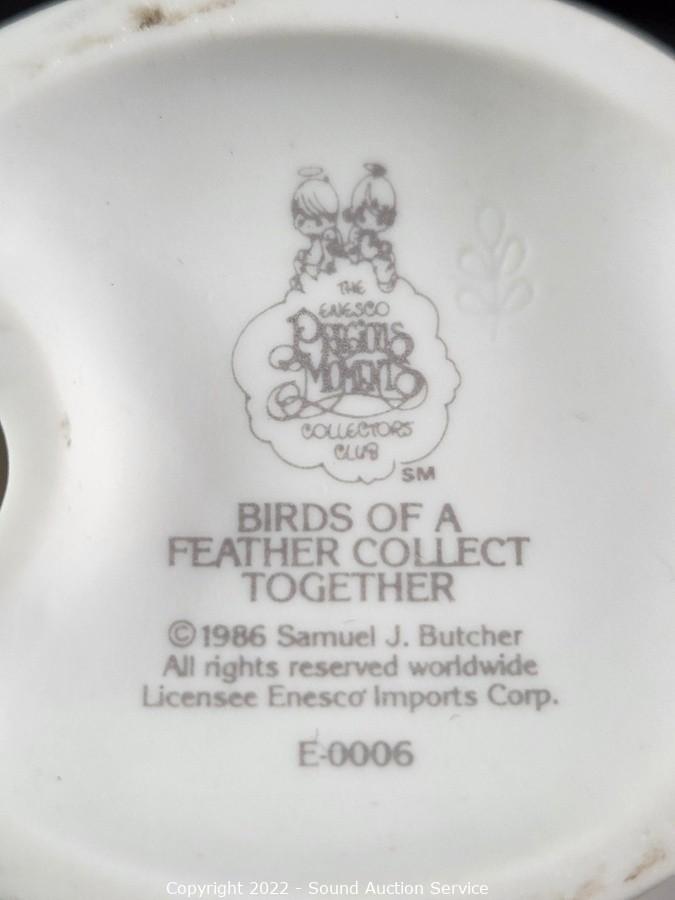 THE
ENESCO
PRECIOUS
MOMENTS
COLLECTORS
CLUB
SM
BIRDS OF A
FEATHER COLLECT
TOGETHER
©1986 Samuel J. Butcher
All rights reserved worldwide
Licensee Enesco Imports Corp.
E-0006
Copyright 2022 - Sound Auction Service